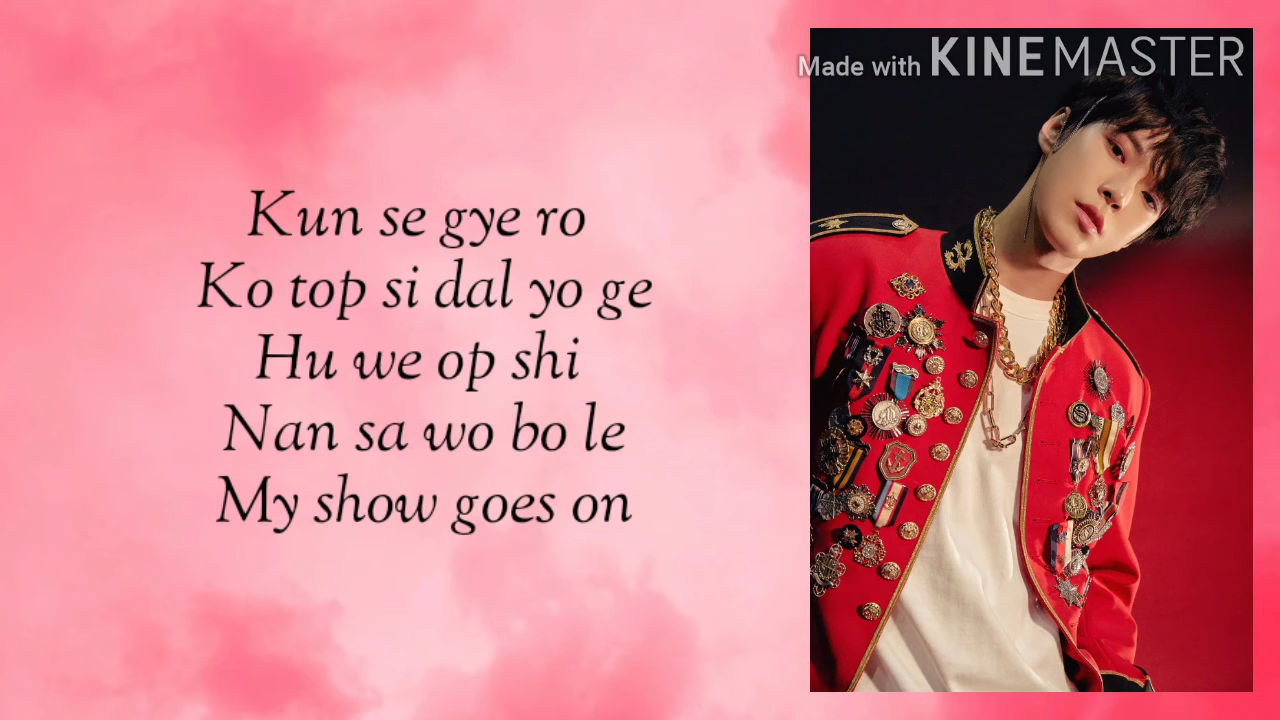 Made with KINEMASTER
Kun se gye ro
Ko top si dal yo ge
Hu we op shi
Nan sa wo bo le
My show goes on